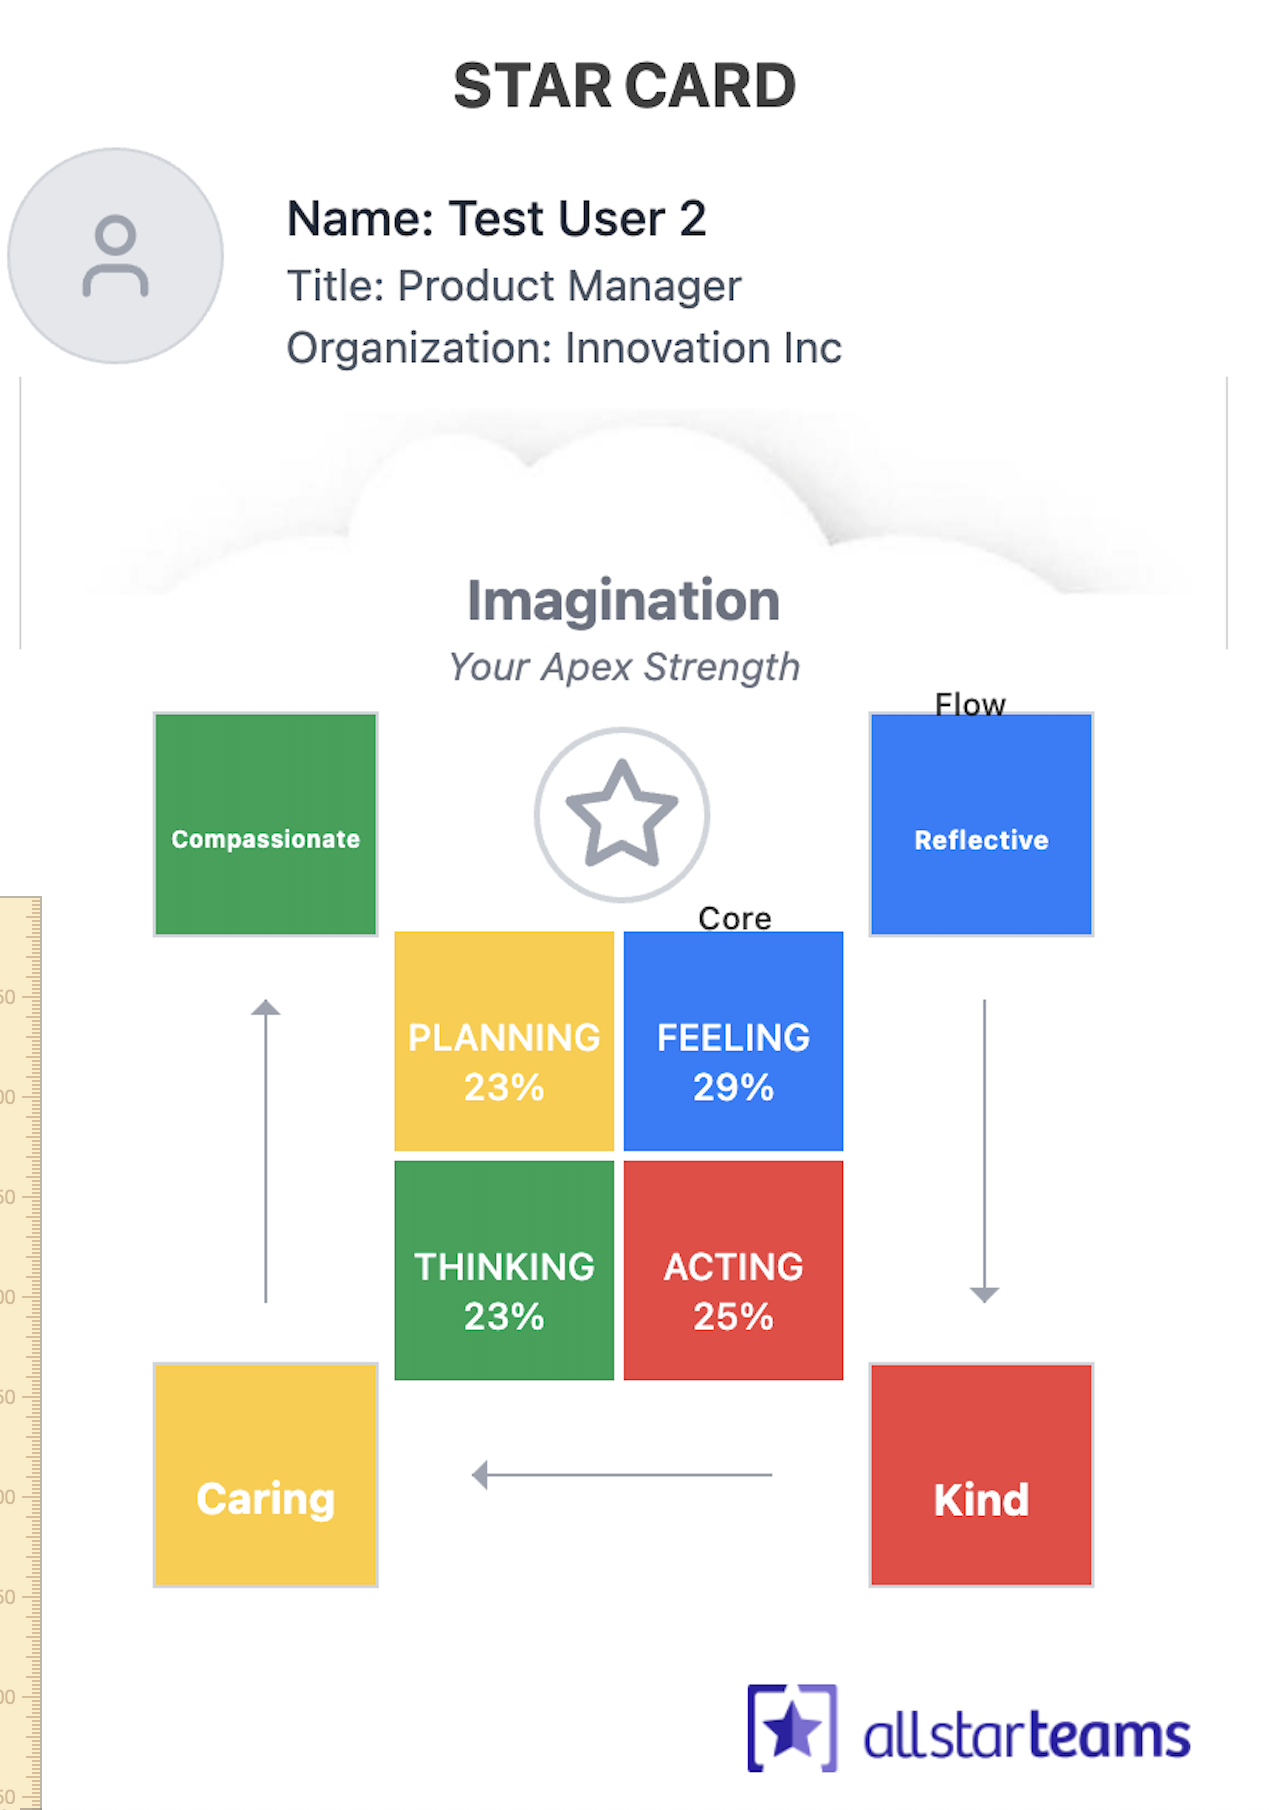 STAR CARD
Name: Test User 2
Title: Product Manager
Organization: Innovation Inc
Imagination
Your Apex Strength
Flow
Compassionate
Reflective
Core
PLANNING
23%
FEELING
29%
THINKING
23%
ACTING
25%
Caring
Kind
allstarteams